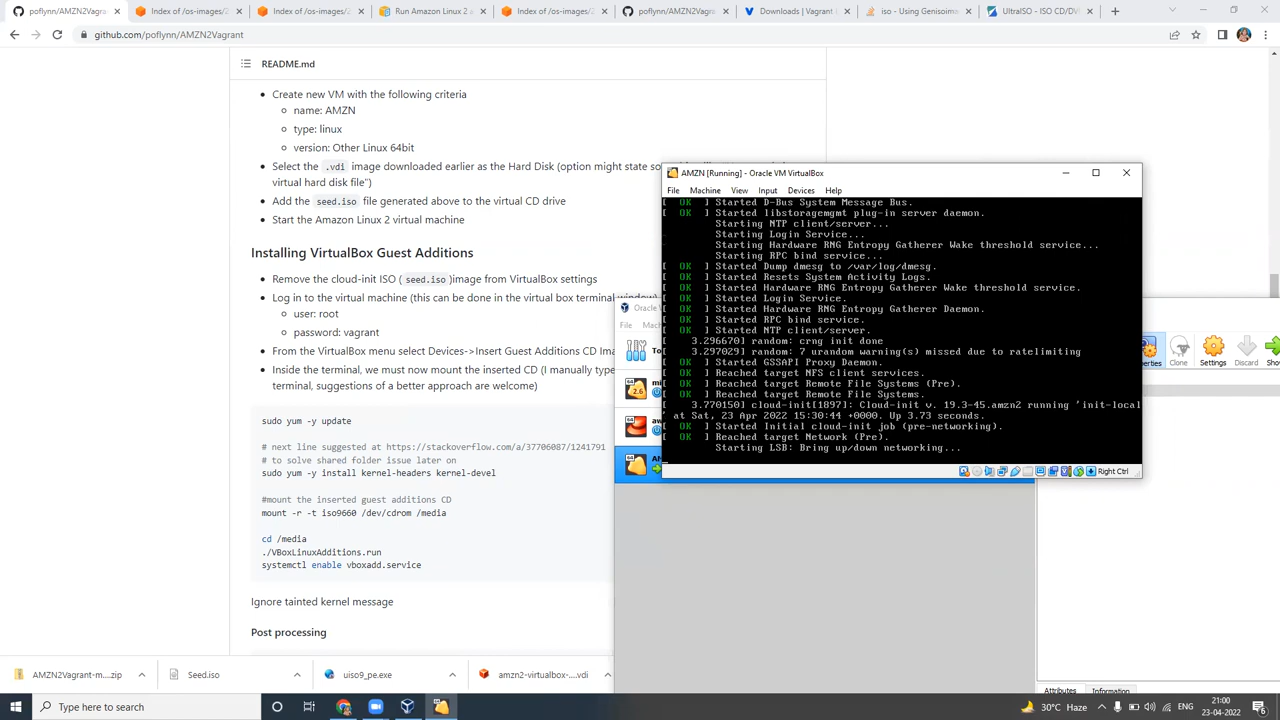 poflynn/AMZN2Vagrant
Index of /os-images/2
Index of /os-images/2
Run Amazon Linux 2 a
Index of /os-images/2
poflynn/AMZN2Vagran
Downloads | Vagrant
iso - Using Genisoima
UltraISO - ISO CD/DV
github.com/poflynn/AMZN2Vagrant
README.md
Create new VM with the following criteria
name: AMZN
type: linux
version: Other Linux 64bit
Select the .vdi image downloaded earlier as the Hard Disk (option might state so
virtual hard disk file")
Add the seed.iso file generated above to the virtual CD drive
Start the Amazon Linux 2 virtual machine
Installing VirtualBox Guest Additions
Remove the cloud-init ISO ( seed.iso )image from VirtualBox settings
Log in to the virtual machine (this can be done in the virtual box terminal window)
user: root
password: vagrant
From the VirtualBox menu select Devices->Insert Guest Additions CD Ima
Inside the terminal, we must now mount the inserted CD (I manually type
terminal, suggestions of a better approach are welcome)
sudo yum -y update
# next line suggested at https://stackoverflow.com/a/37706087/1241791
# to solve shared folder issue later on
sudo yum -y install kernel-headers kernel-devel
#mount the inserted guest additions CD
mount -r -t iso9660 /dev/cdrom /media
cd /media
./VBoxLinuxAdditions.run
systemctl enable vboxadd.service
Ignore tainted kernel message
Post processing
AMZN [Running] - Oracle VM VirtualBox
File Machine View Input Devices Help
[ OK ] Started D-Bus System Message Bus.
[ OK ] Started libstoragemgmt plug-in server daemon.
Starting NTP client/server...
Starting Login Service...
Starting Hardware RNG Entropy Gatherer Wake threshold service...
Starting RPC bind service...
[ OK ] Started Dump dmesg to /var/log/dmesg.
[ OK ] Started Resets System Activity Logs.
[ OK ] Started Hardware RNG Entropy Gatherer Wake threshold service.
[ OK ] Started Login Service.
[ OK ] Started Hardware RNG Entropy Gatherer Daemon.
[ OK ] Started RPC bind service.
[ OK ] Started NTP client/server.
[ 3.296670] random: crng init done
[ 3.297029] random: 7 urandom warning(s) missed due to ratelimiting
[ OK ] Started GSSAPI Proxy Daemon.
[ OK ] Reached target NFS client services.
[ OK ] Reached target Remote File Systems (Pre).
[ OK ] Reached target Remote File Systems.
[ 3.770150] cloud-init[1897]: Cloud-init v. 19.3-45.amzn2 running 'init-local
' at Sat, 23 Apr 2022 15:30:44 +0000. Up 3.73 seconds.
[ OK ] Started Initial cloud-init job (pre-networking).
[ OK ] Reached target Network (Pre).
Starting LSB: Bring up/down networking...
Right Ctrl
Oracle V
File Mach
To
2.6
mi
aw
AM
Clone
Settings
Discard
Sho
Attributes
Information
AMZN2Vagrant-m....zip
Seed.iso
uiso9_pe.exe
amzn2-virtualbox-....vdi
Type here to search
30°C Haze
ENG
21:00
23-04-2022
6